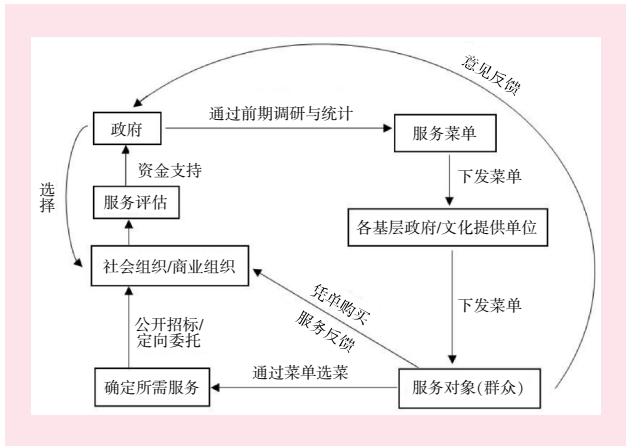 意见反馈
通过前期调研与统计
政府
服务菜单
资金支持
下发菜单
选择
服务评估
各基层政府/文化提供单位
社会组织/商业组织
凭单购买
服务反馈
下发菜单
公开招标/
定向委托
通过菜单选菜
确定所需服务
服务对象(群众)